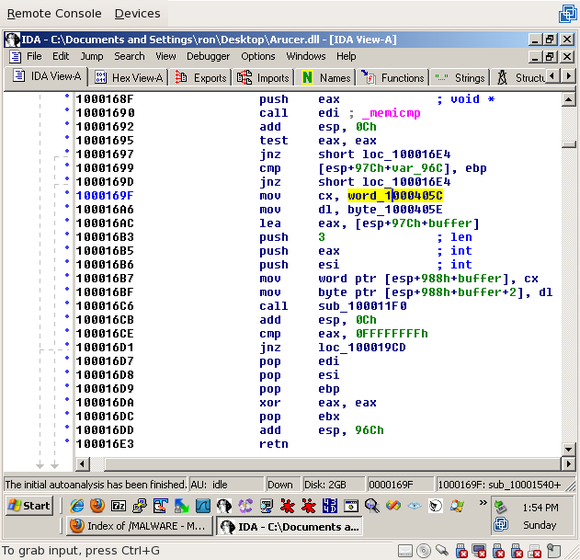 Remote Console Devices
IDA - C:\Documents and Settings\ron\Desktop\Arucer.dll - [IDA View-A]
File Edit Jump Search View Debugger Options Windows Help
IDA View-A Hex View-A Exports Imports N Names Functions "··" Strings Structu
1000168F push eax ; void *
10001690 call edi ; _memicmp
10001692 add esp, 0Ch
10001695 test eax, eax
10001697 jnz short loc_100016E4
10001699 cmp [esp+97Ch+var_96C], ebp
1000169D jnz short loc_100016E4
1000169F mov cx, word_1000405C
100016A6 mov dl, byte_1000405E
100016AC lea eax, [esp+97Ch+buffer]
100016B3 push 3 ; len
100016B5 push esi ; int
100016B6 push esi ; int
100016B7 mov word ptr [esp+988h+buffer], cx
100016BF mov byte ptr [esp+988h+buffer+2], dl
100016C6 call sub_100011F0
100016CB add esp, 0Ch
100016CE cmp eax, 0FFFFFFFFh
100016D1 jnz loc_100019CD
100016D7 pop edi
100016D8 pop esi
100016D9 pop ebp
100016DA xor eax, eax
100016DC pop ebx
100016DD add esp, 96Ch
100016E3 retn
The initial autoanalysis has been finished. AU: idle Down Disk: 2GB 0000169F 1000169F: sub_10001540+
Start 1:54 PM
Index of /MALWARE - M... IDA - C:\Documents a... Sunday
To grab input, press Ctrl+G